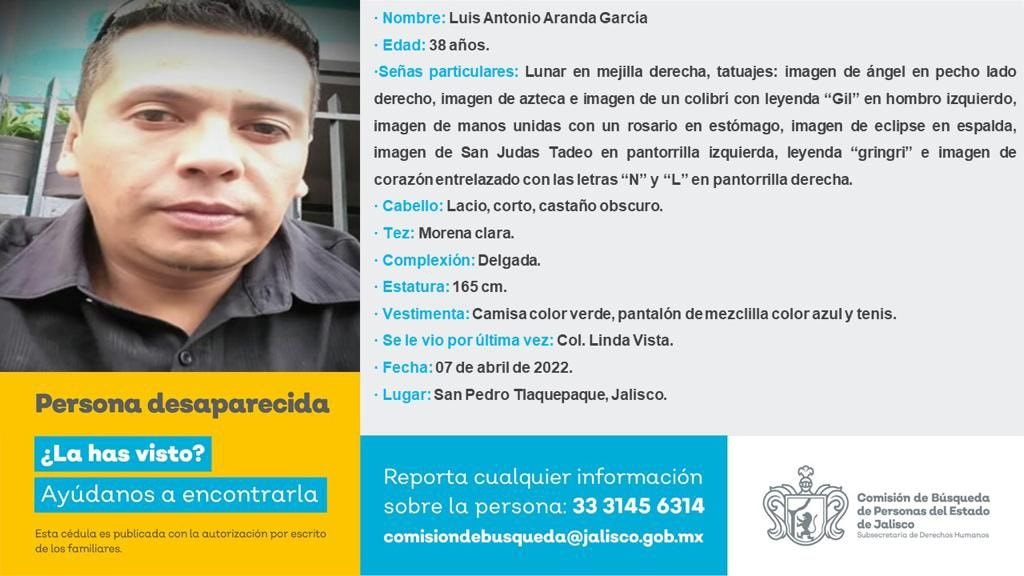 · Nombre: Luis Antonio Aranda García
· Edad: 38 años.
·Señas particulares: Lunar en mejilla derecha, tatuajes: imagen de ángel en pecho lado
derecho, imagen de azteca e imagen de un colibrí con leyenda “Gil” en hombro izquierdo,
imagen de manos unidas con un rosario en estómago, imagen de eclipse en espalda,
imagen de San Judas Tadeo en pantorrilla izquierda, leyenda “gringri” e imagen de
corazón entrelazado con las letras “N” y “L” en pantorrilla derecha.
· Cabello: Lacio, corto, castaño obscuro.
· Tez: Morena clara.
· Complexión: Delgada.
· Estatura: 165 cm.
· Vestimenta: Camisa color verde, pantalón de mezclilla color azul y tenis.
· Se le vio por última vez: Col. Linda Vista.
· Fecha: 07 de abril de 2022.
· Lugar: San Pedro Tlaquepaque, Jalisco.
Persona desaparecida
¿La has visto?
Ayúdanos a encontrarla
Esta cédula es publicada con la autorización por escrito
de los familiares.
Reporta cualquier información
sobre la persona: 33 3145 6314
comisiondebusqueda@jalisco.gob.mx
Comisión de Búsqueda
de Personas del Estado
de Jalisco
Subsecretaría de Derechos Humanos